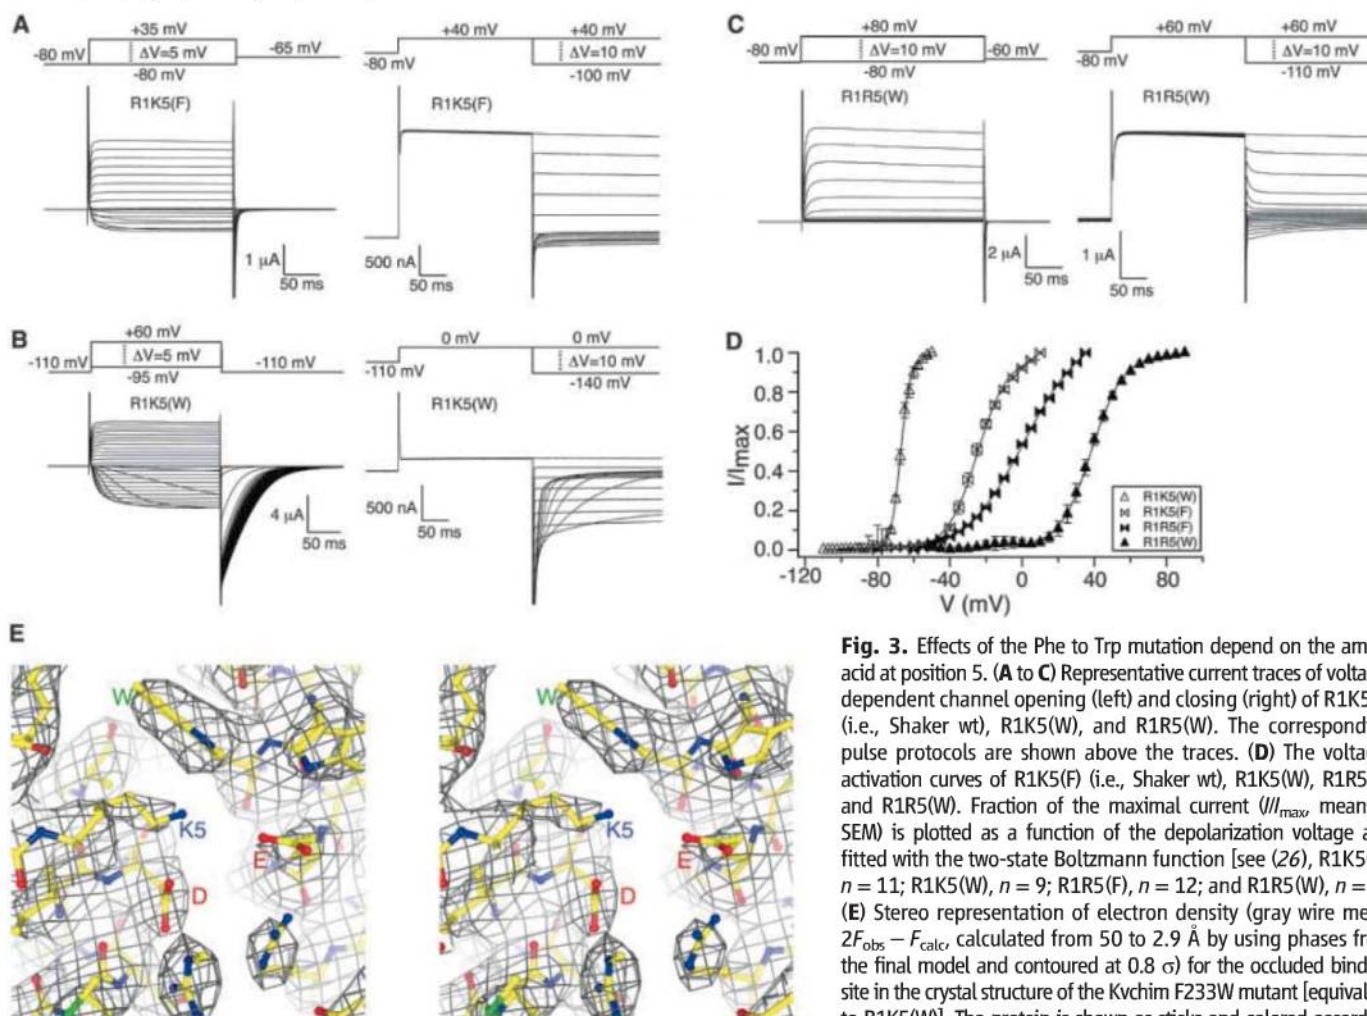 A
+35 mV
-80 mV
ΔV=5 mV
-65 mV
-80 mV
R1K5(F)
1 μA
50 ms
+40 mV
+40 mV
-80 mV
ΔV=10 mV
-100 mV
R1K5(F)
500 nA
50 ms
C
+80 mV
-80 mV
ΔV=10 mV
-60 mV
-80 mV
R1R5(W)
2 μA
50 ms
+60 mV
+60 mV
-80 mV
ΔV=10 mV
-110 mV
R1R5(W)
1 μA
50 ms
B
+60 mV
-110 mV
ΔV=5 mV
-110 mV
-95 mV
R1K5(W)
4 μA
50 ms
0 mV
0 mV
-110 mV
ΔV=10 mV
-140 mV
R1K5(W)
500 nA
50 ms
D
1.0
0.8
0.6
0.4
0.2
0.0
I/Imax
-120
-80
-40
0
40
80
V (mV)
R1K5(W)
R1K5(F)
R1R5(F)
R1R5(W)
E
W
K5
E
D
W
K5
E
D
Fig. 3. Effects of the Phe to Trp mutation depend on the am
acid at position 5. (A to C) Representative current traces of volta
dependent channel opening (left) and closing (right) of R1K5
(i.e., Shaker wt), R1K5(W), and R1R5(W). The correspond
pulse protocols are shown above the traces. (D) The volta
activation curves of R1K5(F) (i.e., Shaker wt), R1K5(W), R1R5
and R1R5(W). Fraction of the maximal current (I/Imax, mean
SEM) is plotted as a function of the depolarization voltage a
fitted with the two-state Boltzmann function [see (26), R1K5
n = 11; R1K5(W), n = 9; R1R5(F), n = 12; and R1R5(W), n =
(E) Stereo representation of electron density (gray wire me
2Fobs − Fcalc, calculated from 50 to 2.9 Å by using phases fr
the final model and contoured at 0.8 σ) for the occluded bind
site in the crystal structure of the Kvchim F233W mutant [equival
to R1K5(W)]. The protein is shown as sticks and colored accord